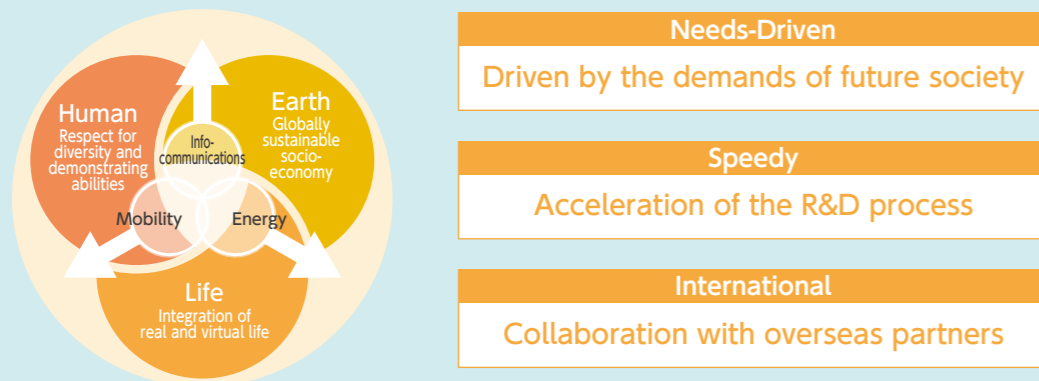 Human
Respect for
diversity and
demonstrating
abilities
Earth
Globally
sustainable
socio-
economy
Info-
communications
Mobility
Energy
Life
Integration of
real and virtual life
Needs-Driven
Driven by the demands of future society
Speedy
Acceleration of the R&D process
International
Collaboration with overseas partners